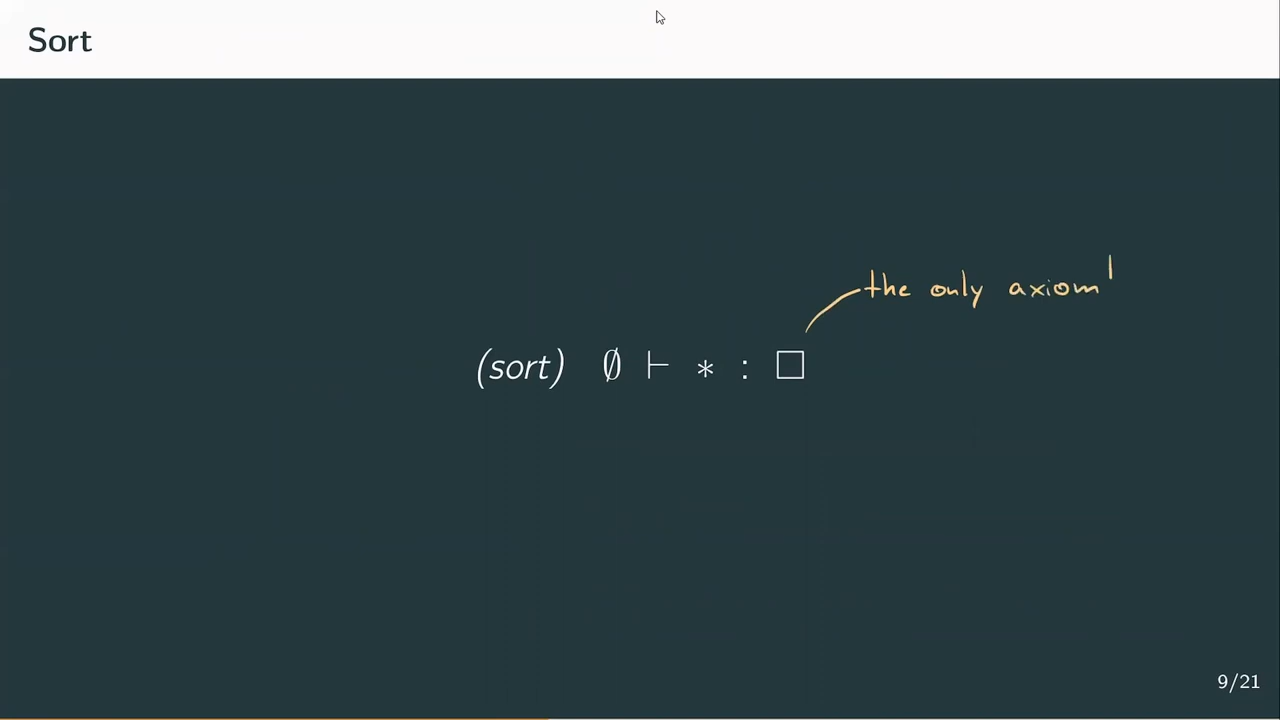 Sort
the only axiom!
(sort) ∅ ⊢ * : □
9/21